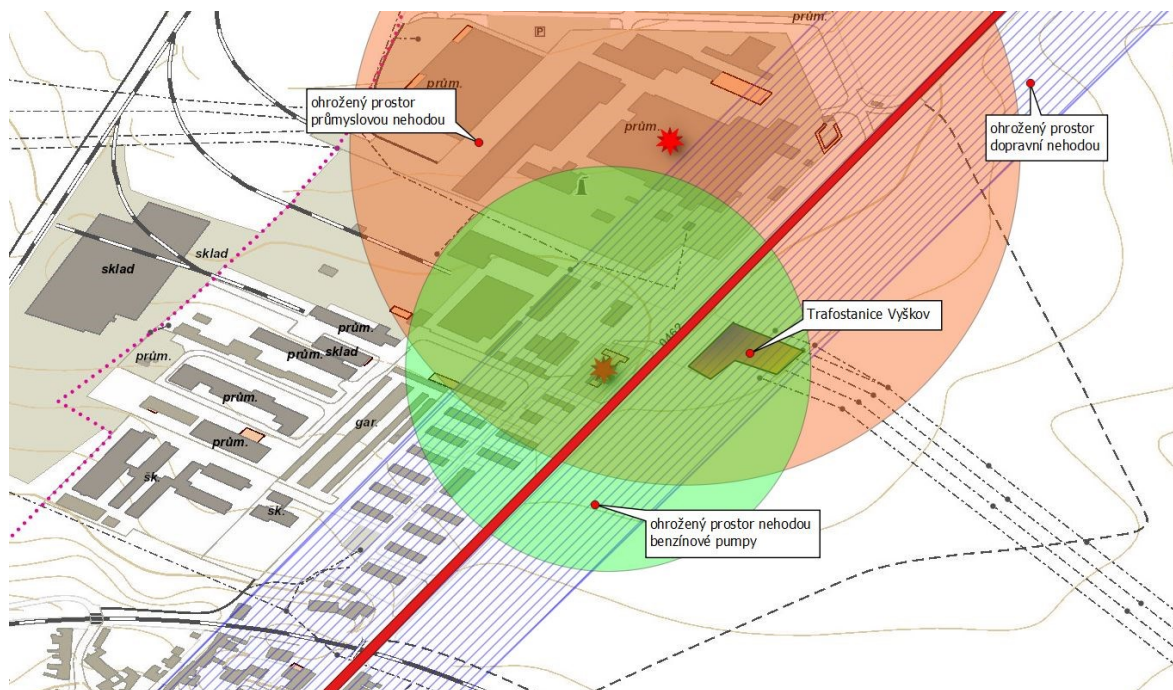 prům.
P
prům.
ohrožený prostor
průmyslovou nehodou
prům.
ohrožený prostor
dopravní nehodou
sklad
sklad
Trafostanice Vyškov
prům.
prům.
prům.
sklad
prům.
gar.
prům.
šk.
sk.
ohrožený prostor nehodou
benzínové pumpy